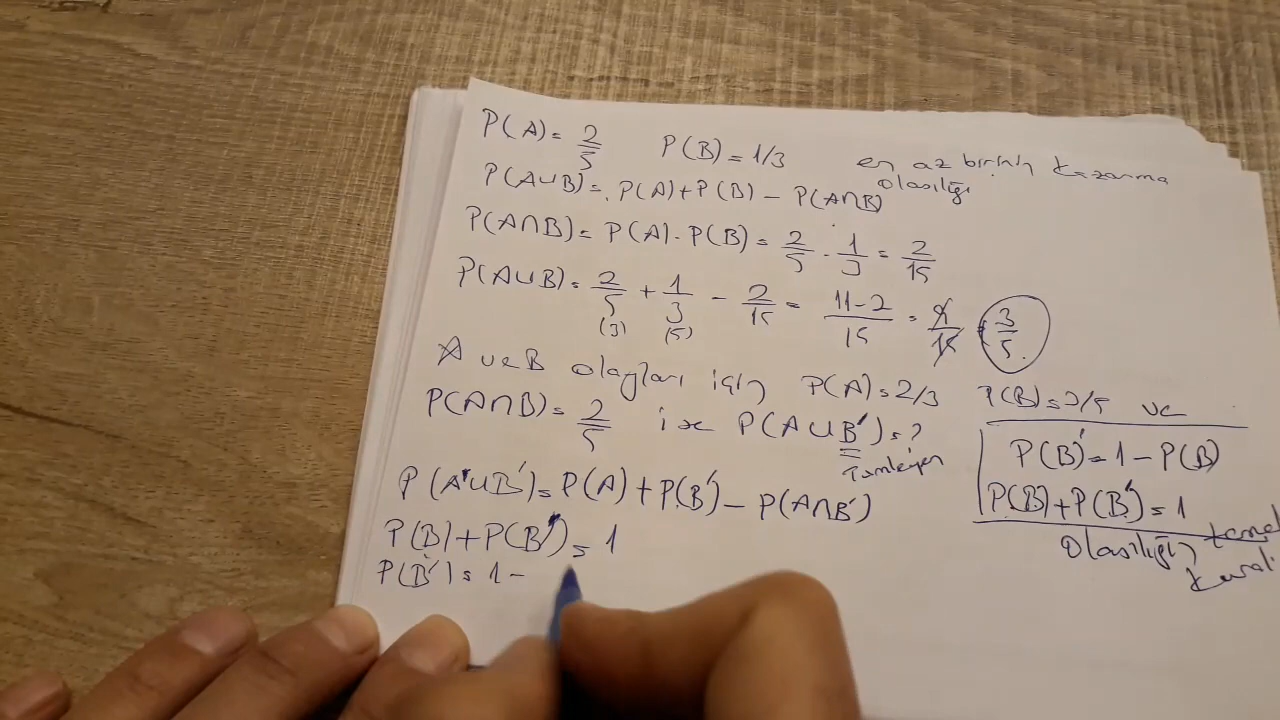 P(A) = 2/5 P(B) = 1/3 en az birinin kazanma olasılığı
P(A∪B) = P(A) + P(B) - P(A∩B)
P(A∩B) = P(A) . P(B) = 2/5 . 1/3 = 2/15
P(A∪B) = 2/5 + 1/3 - 2/15 = 11-2/15 = 9/15 = 3/5
(3) (5)
A ve B olayları için P(A) = 2/3 P(B) = 3/5 ve
P(A∩B) = 2/5 ise P(A∪B') = ?
Tümleyen
P(B') = 1 - P(B)
P(B) + P(B') = 1
Olasılığın temel kuralı
P(A∪B') = P(A) + P(B') - P(A∩B')
P(B) + P(B') = 1
P(B') = 1 -